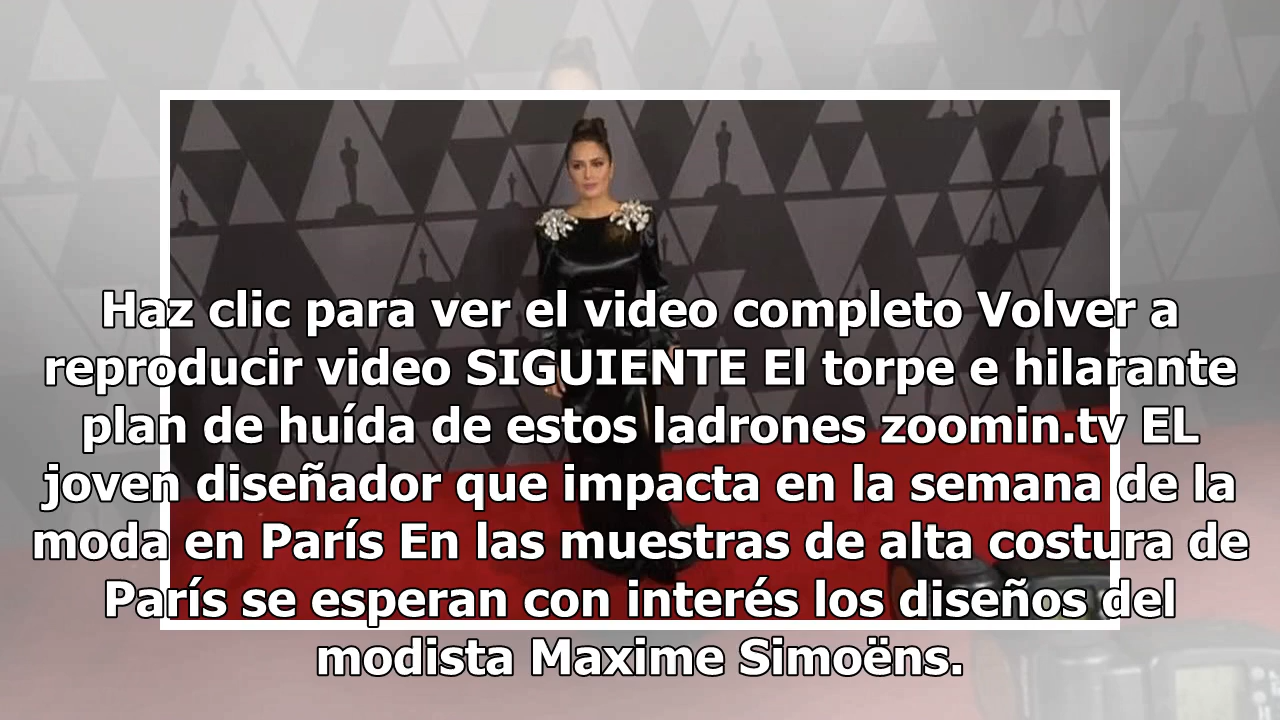 Haz clic para ver el video completo Volver a
reproducir video SIGUIENTE El torpe e hilarante
plan de huída de estos ladrones zoomin.tv EL
joven diseñador que impacta en la semana de la
moda en París En las muestras de alta costura de
París se esperan con interés los diseños del
modista Maxime Simoëns.